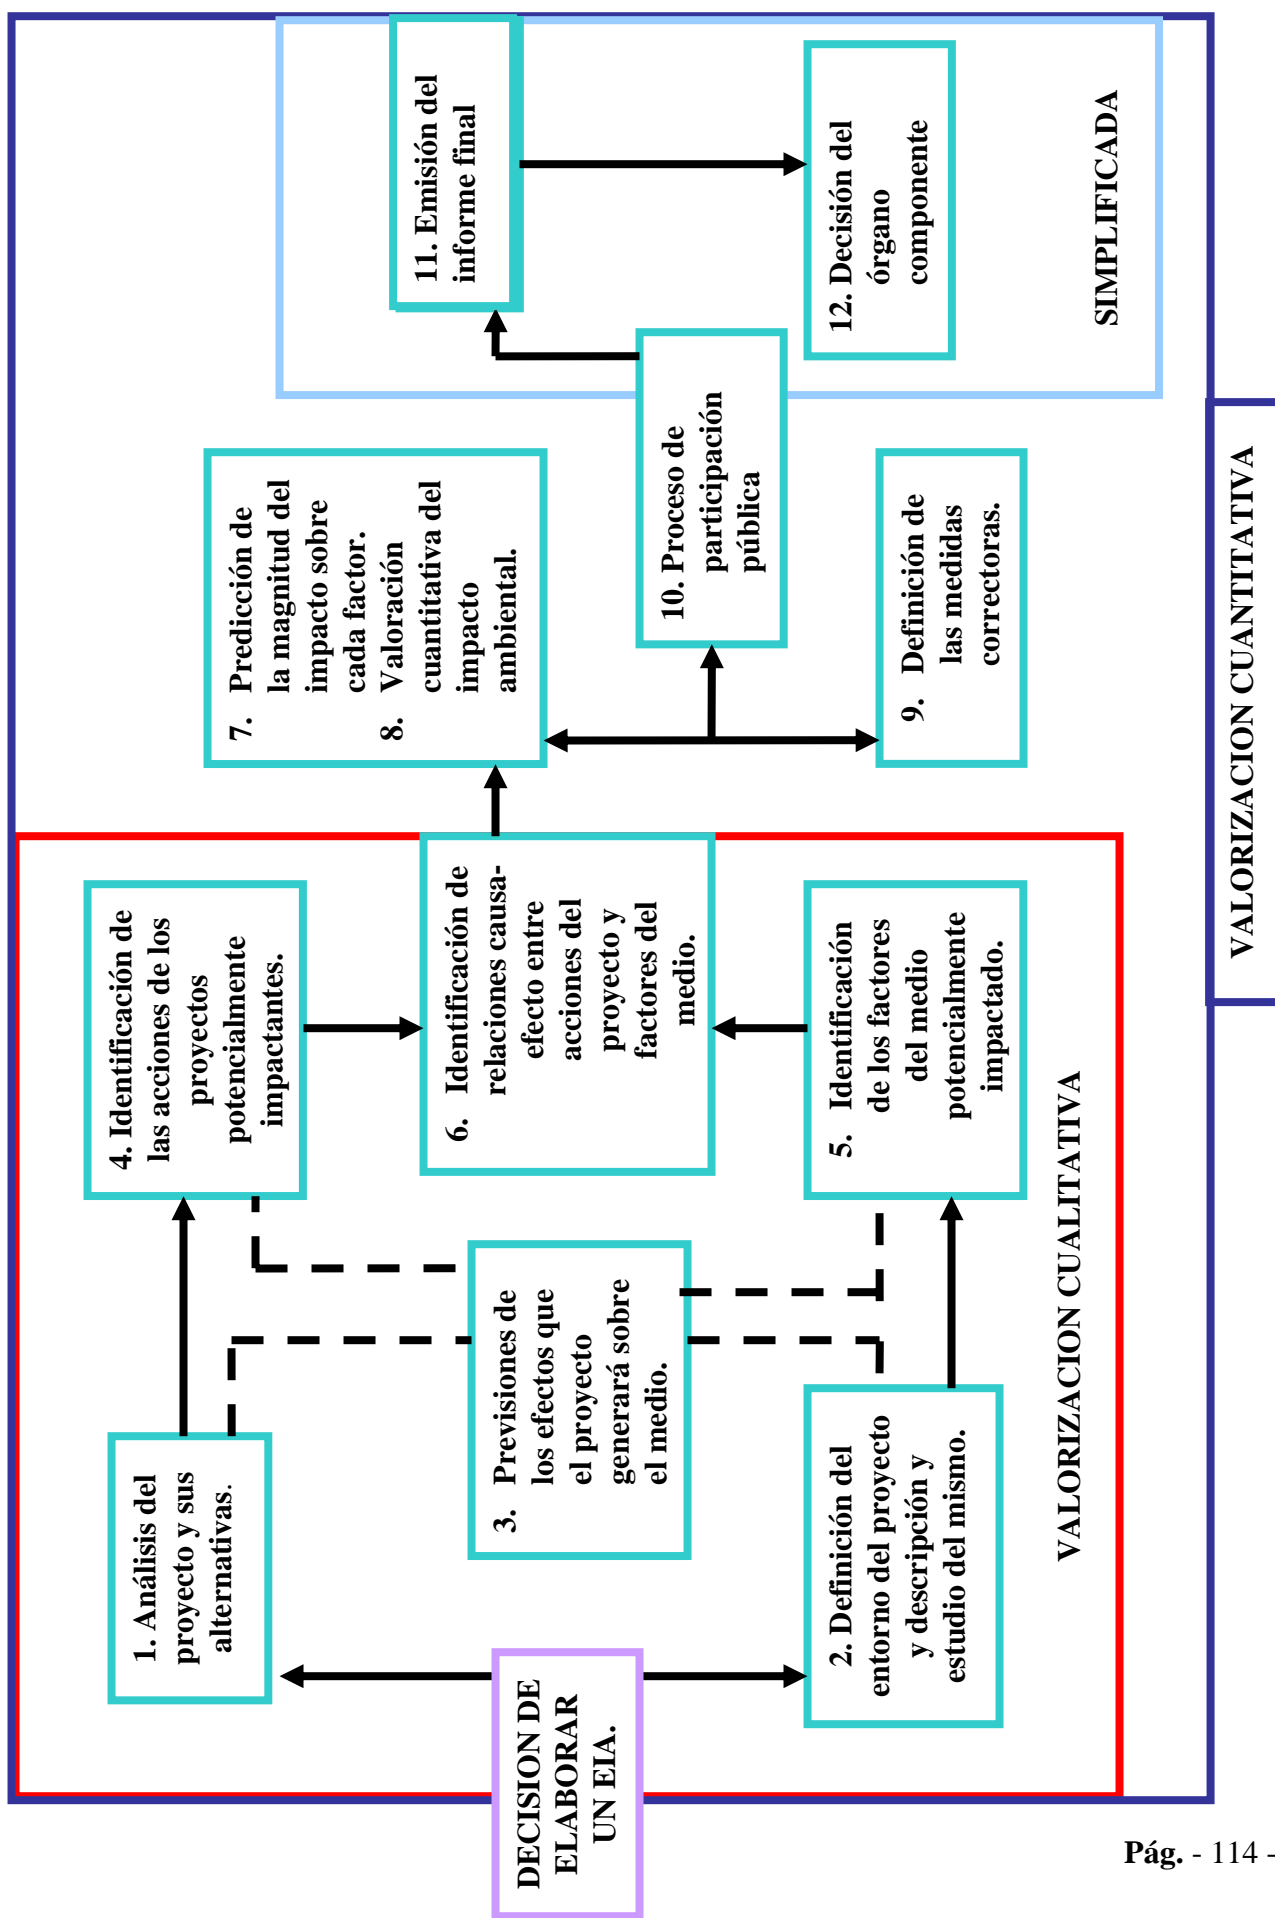 DECISION DE
ELABORAR
UN EIA.
1. Análisis del
proyecto y sus
alternativas.
2. Definición del
entorno del proyecto
y descripción y
estudio del mismo.
3. Previsiones de
los efectos que
el proyecto
generará sobre
el medio.
4. Identificación de
las acciones de los
proyectos
potencialmente
impactantes.
5. Identificación
de los factores
del medio
potencialmente
impactado.
6. Identificación de
relaciones causa-
efecto entre
acciones del
proyecto y
factores del
medio.
VALORIZACION CUALITATIVA
7. Predicción de
la magnitud del
impacto sobre
cada factor.
8. Valoración
cuantitativa del
impacto
ambiental.
9. Definición de
las medidas
correctoras.
10. Proceso de
participación
pública
11. Emisión del
informe final
12. Decisión del
órgano
componente
SIMPLIFICADA
VALORIZACION CUANTITATIVA
Pág. - 114 -